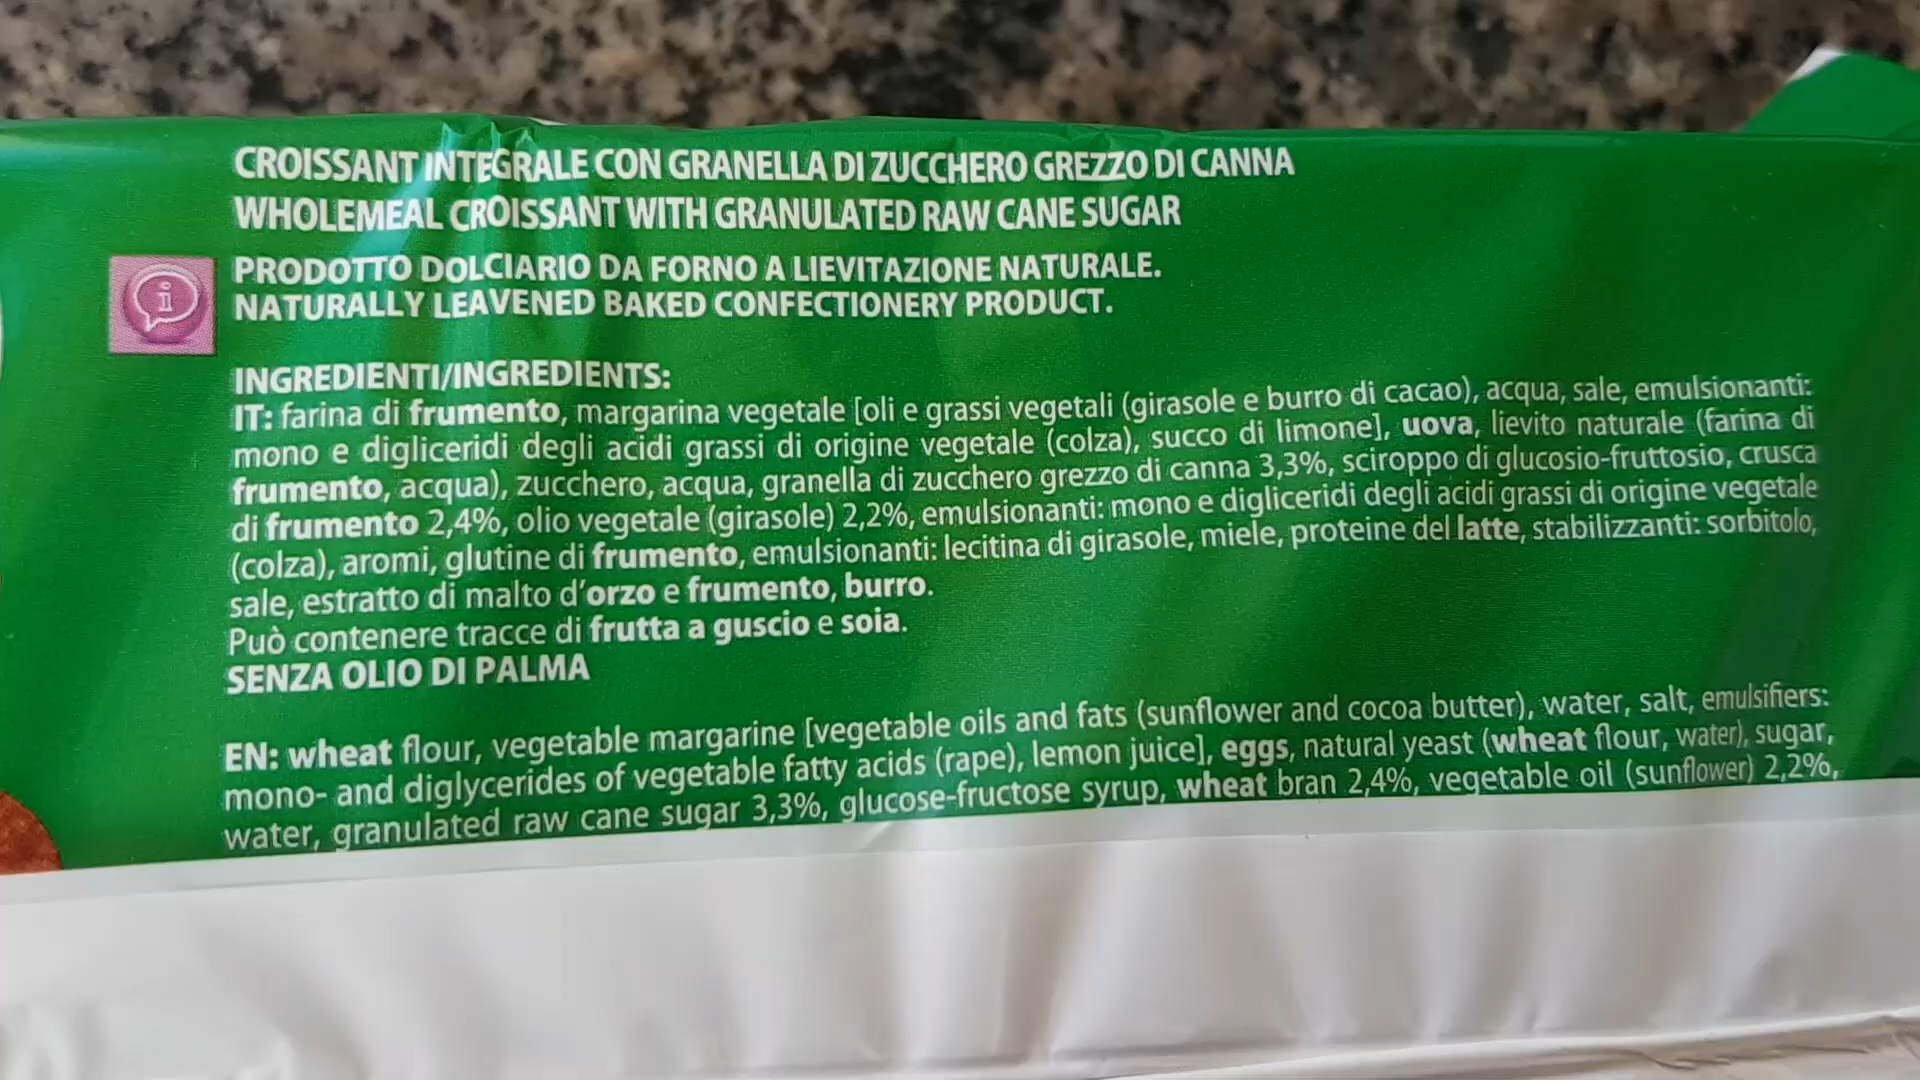 CROISSANT INTEGRALE CON GRANELLA DI ZUCCHERO GREZZO DI CANNA
WHOLEMEAL CROISSANT WITH GRANULATED RAW CANE SUGAR
i
PRODOTTO DOLCIARIO DA FORNO A LIEVITAZIONE NATURALE.
NATURALLY LEAVENED BAKED CONFECTIONERY PRODUCT.
INGREDIENTI/INGREDIENTS:
IT: farina di frumento, margarina vegetale [oli e grassi vegetali (girasole e burro di cacao), acqua, sale, emulsionanti:
mono e digliceridi degli acidi grassi di origine vegetale (colza), succo di limone], uova, lievito naturale (farina di
frumento, acqua), zucchero, acqua, granella di zucchero grezzo di canna 3,3%, sciroppo di glucosio-fruttosio, crusca
di frumento 2,4%, olio vegetale (girasole) 2,2%, emulsionanti: mono e digliceridi degli acidi grassi di origine vegetale
(colza), aromi, glutine di frumento, emulsionanti: lecitina di girasole, miele, proteine del latte, stabilizzanti: sorbitolo,
sale, estratto di malto d'orzo e frumento, burro.
Può contenere tracce di frutta a guscio e soia.
SENZA OLIO DI PALMA
EN: wheat flour, vegetable margarine [vegetable oils and fats (sunflower and cocoa butter), water, salt, emulsifiers:
mono- and diglycerides of vegetable fatty acids (rape), lemon juice], eggs, natural yeast (wheat flour, water), sugar,
water, granulated raw cane sugar 3,3%, glucose-fructose syrup, wheat bran 2,4%, vegetable oil (sunflower) 2,2%,